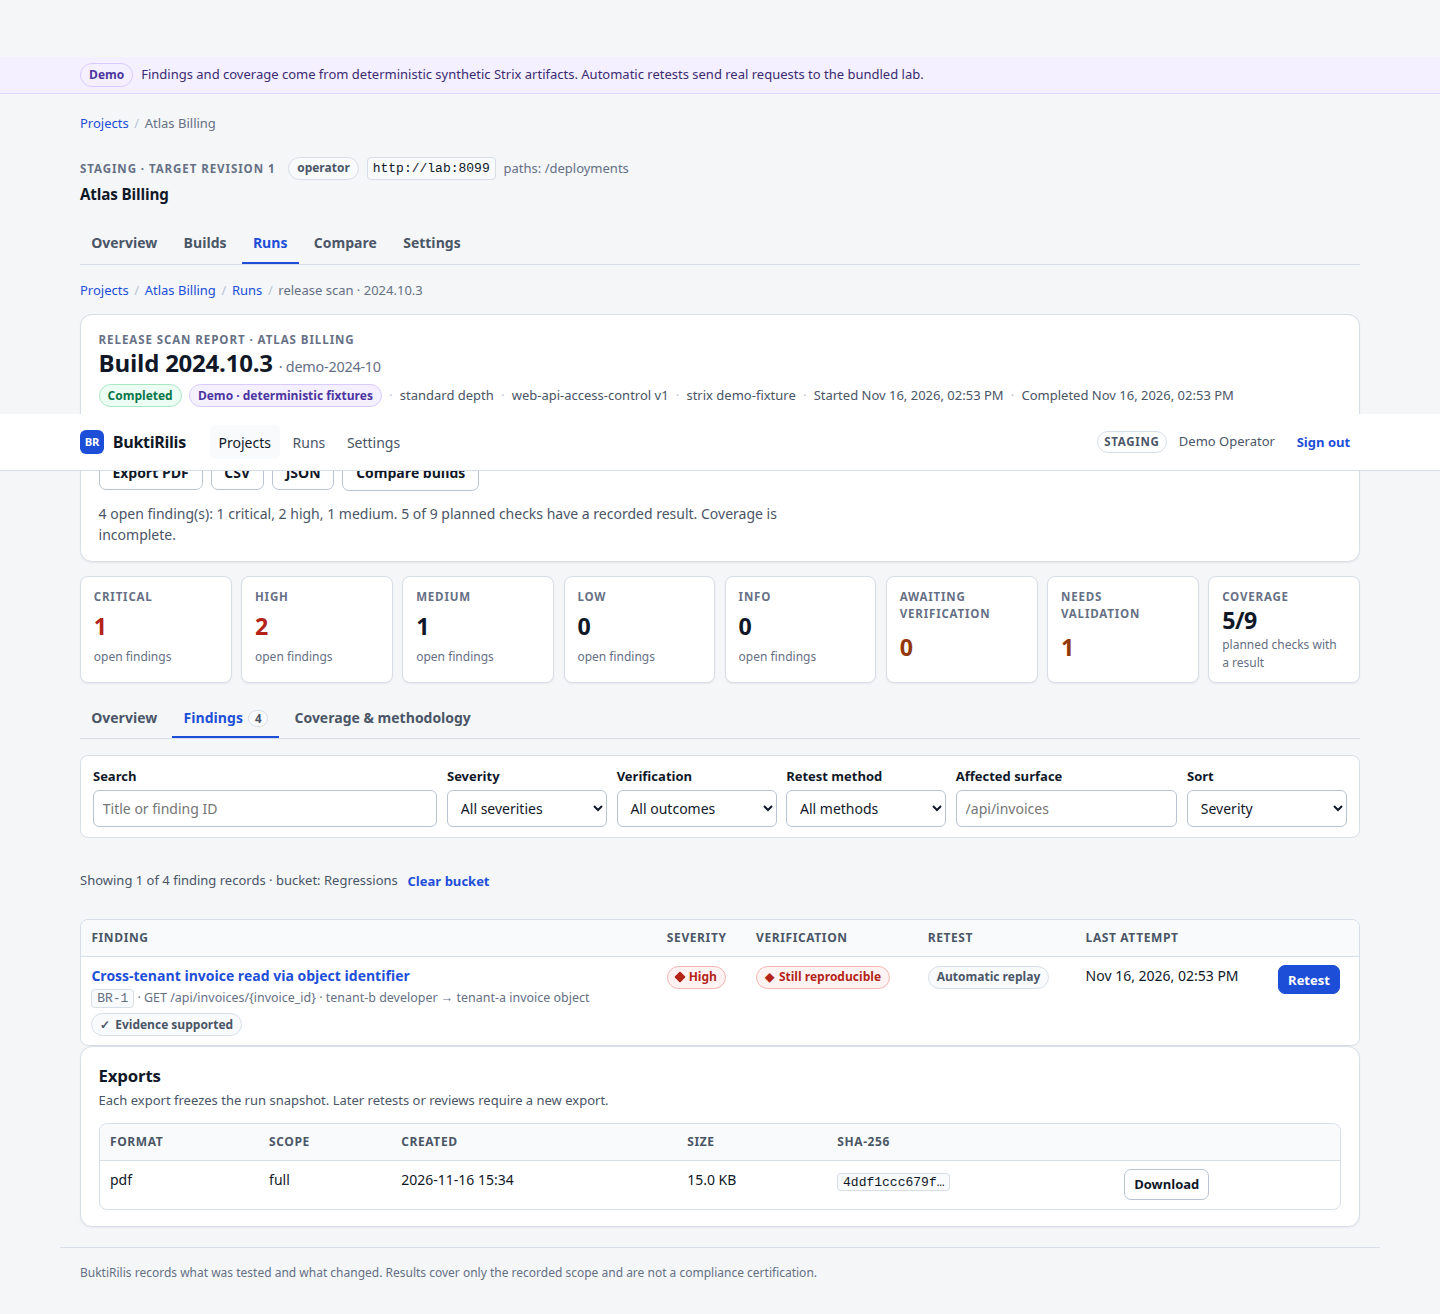 Demo Findings and coverage come from deterministic synthetic Strix artifacts. Automatic retests send real requests to the bundled lab.
Projects / Atlas Billing
STAGING · TARGET REVISION 1 operator http://lab:8099 paths: /deployments
Atlas Billing
Overview Builds Runs Compare Settings
Projects / Atlas Billing / Runs / release scan · 2024.10.3
RELEASE SCAN REPORT · ATLAS BILLING
Build 2024.10.3 · demo-2024-10
Completed Demo · deterministic fixtures · standard depth · web-api-access-control v1 · strix demo-fixture · Started Nov 16, 2026, 02:53 PM · Completed Nov 16, 2026, 02:53 PM
BR BuktiRilis Projects Runs Settings STAGING Demo Operator Sign out
Export PDF CSV JSON Compare builds
4 open finding(s): 1 critical, 2 high, 1 medium. 5 of 9 planned checks have a recorded result. Coverage is
incomplete.
CRITICAL
1
open findings
HIGH
2
open findings
MEDIUM
1
open findings
LOW
0
open findings
INFO
0
open findings
AWAITING
VERIFICATION
0
NEEDS
VALIDATION
1
COVERAGE
5/9
planned checks with
a result
Overview Findings 4 Coverage & methodology
Search Severity Verification Retest method Affected surface Sort
Title or finding ID All severities All outcomes All methods /api/invoices Severity
Showing 1 of 4 finding records · bucket: Regressions Clear bucket
FINDING SEVERITY VERIFICATION RETEST LAST ATTEMPT
Cross-tenant invoice read via object identifier High Still reproducible Automatic replay Nov 16, 2026, 02:53 PM Retest
BR-1 · GET /api/invoices/{invoice_id} · tenant-b developer → tenant-a invoice object
✓ Evidence supported
Exports
Each export freezes the run snapshot. Later retests or reviews require a new export.
FORMAT SCOPE CREATED SIZE SHA-256
pdf full 2026-11-16 15:34 15.0 KB 4ddf1ccc679f… Download
BuktiRilis records what was tested and what changed. Results cover only the recorded scope and are not a compliance certification.